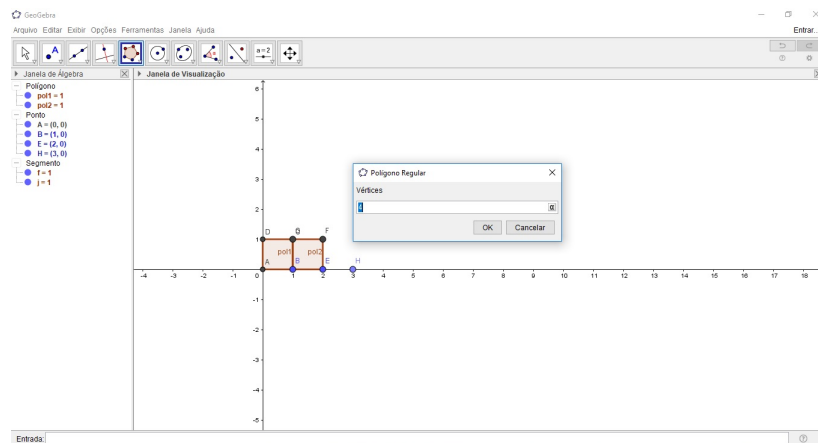 GeoGebra
Arquivo Editar Exibir Opções Ferramentas Janela Ajuda
Entrar...
a=2
Janela de Álgebra
Janela de Visualização
Polígono
pol1 = 1
pol2 = 1
Ponto
A = (0, 0)
B = (1, 0)
E = (2, 0)
H = (3, 0)
Segmento
f = 1
j = 1
Polígono Regular
Vértices
4
α
OK Cancelar
6
5
4
3
2
1
D F
pol1 pol2
A B E H
-4 -3 -2 -1 0 1 2 3 4 5 6 7 8 9 10 11 12 13 14 15 16 17 18
-1
-2
-3
-4
-5
Entrada: